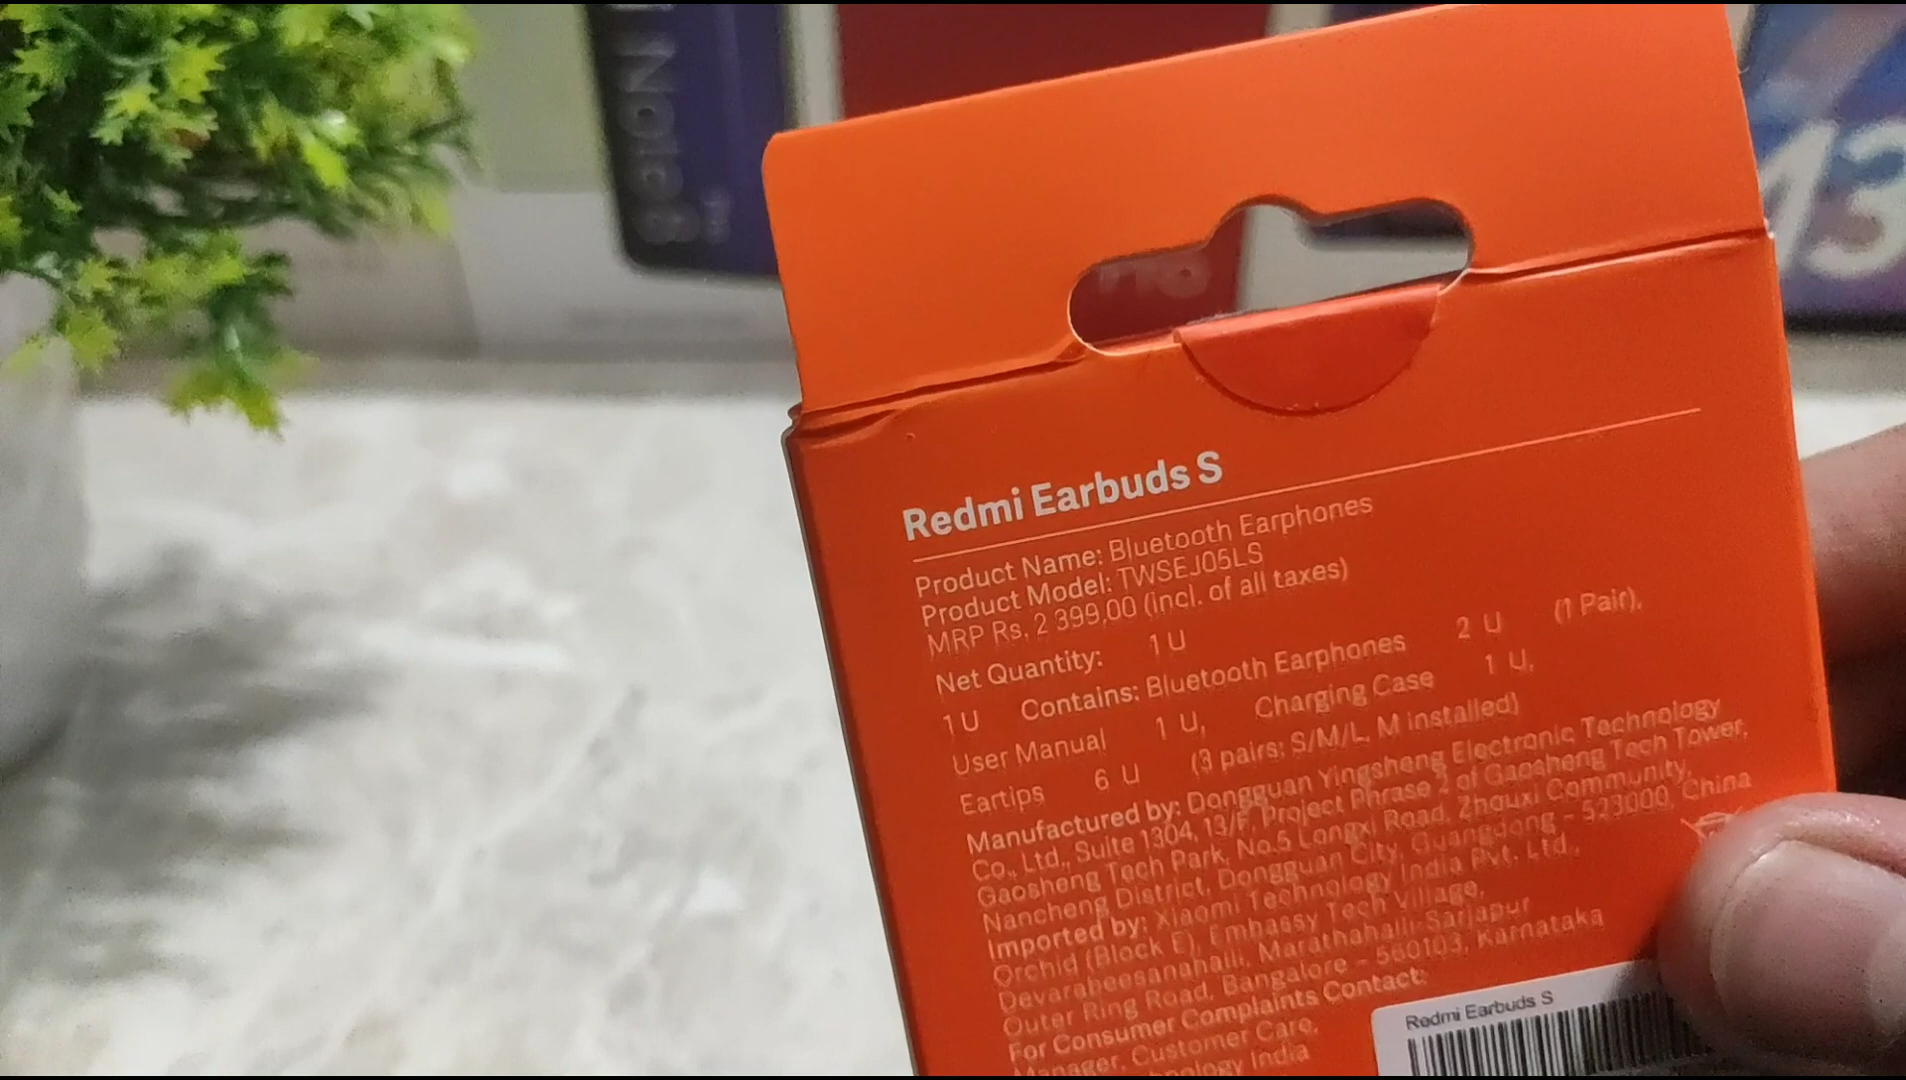 Note 8
Pro
13
Redmi Earbuds S
Product Name: Bluetooth Earphones
Product Model: TWSEJ05LS
MRP Rs. 2 399,00 (incl. of all taxes)
Net Quantity: 1 U
1 U Contains: Bluetooth Earphones 2 U (1 Pair),
User Manual 1 U, Charging Case 1 U,
Eartips 6 U (3 pairs: S/M/L, M installed)
Manufactured by: Dongguan Yingsheng Electronic Technology
Co., Ltd., Suite 1304, 13/F, Project Phrase 2 of Gaosheng Tech Tower,
Gaosheng Tech Park, No.5 Longxi Road, Zhouxi Community,
Nancheng District, Dongguan City, Guangdong - 523000, China
Imported by: Xiaomi Technology India Pvt. Ltd.,
Orchid (Block E), Embassy Tech Village,
Devarabeesanahalli, Marathahalli-Sarjapur
Outer Ring Road, Bangalore - 560103, Karnataka
For Consumer Complaints Contact:
Manager, Customer Care,
India
Redmi Earbuds S